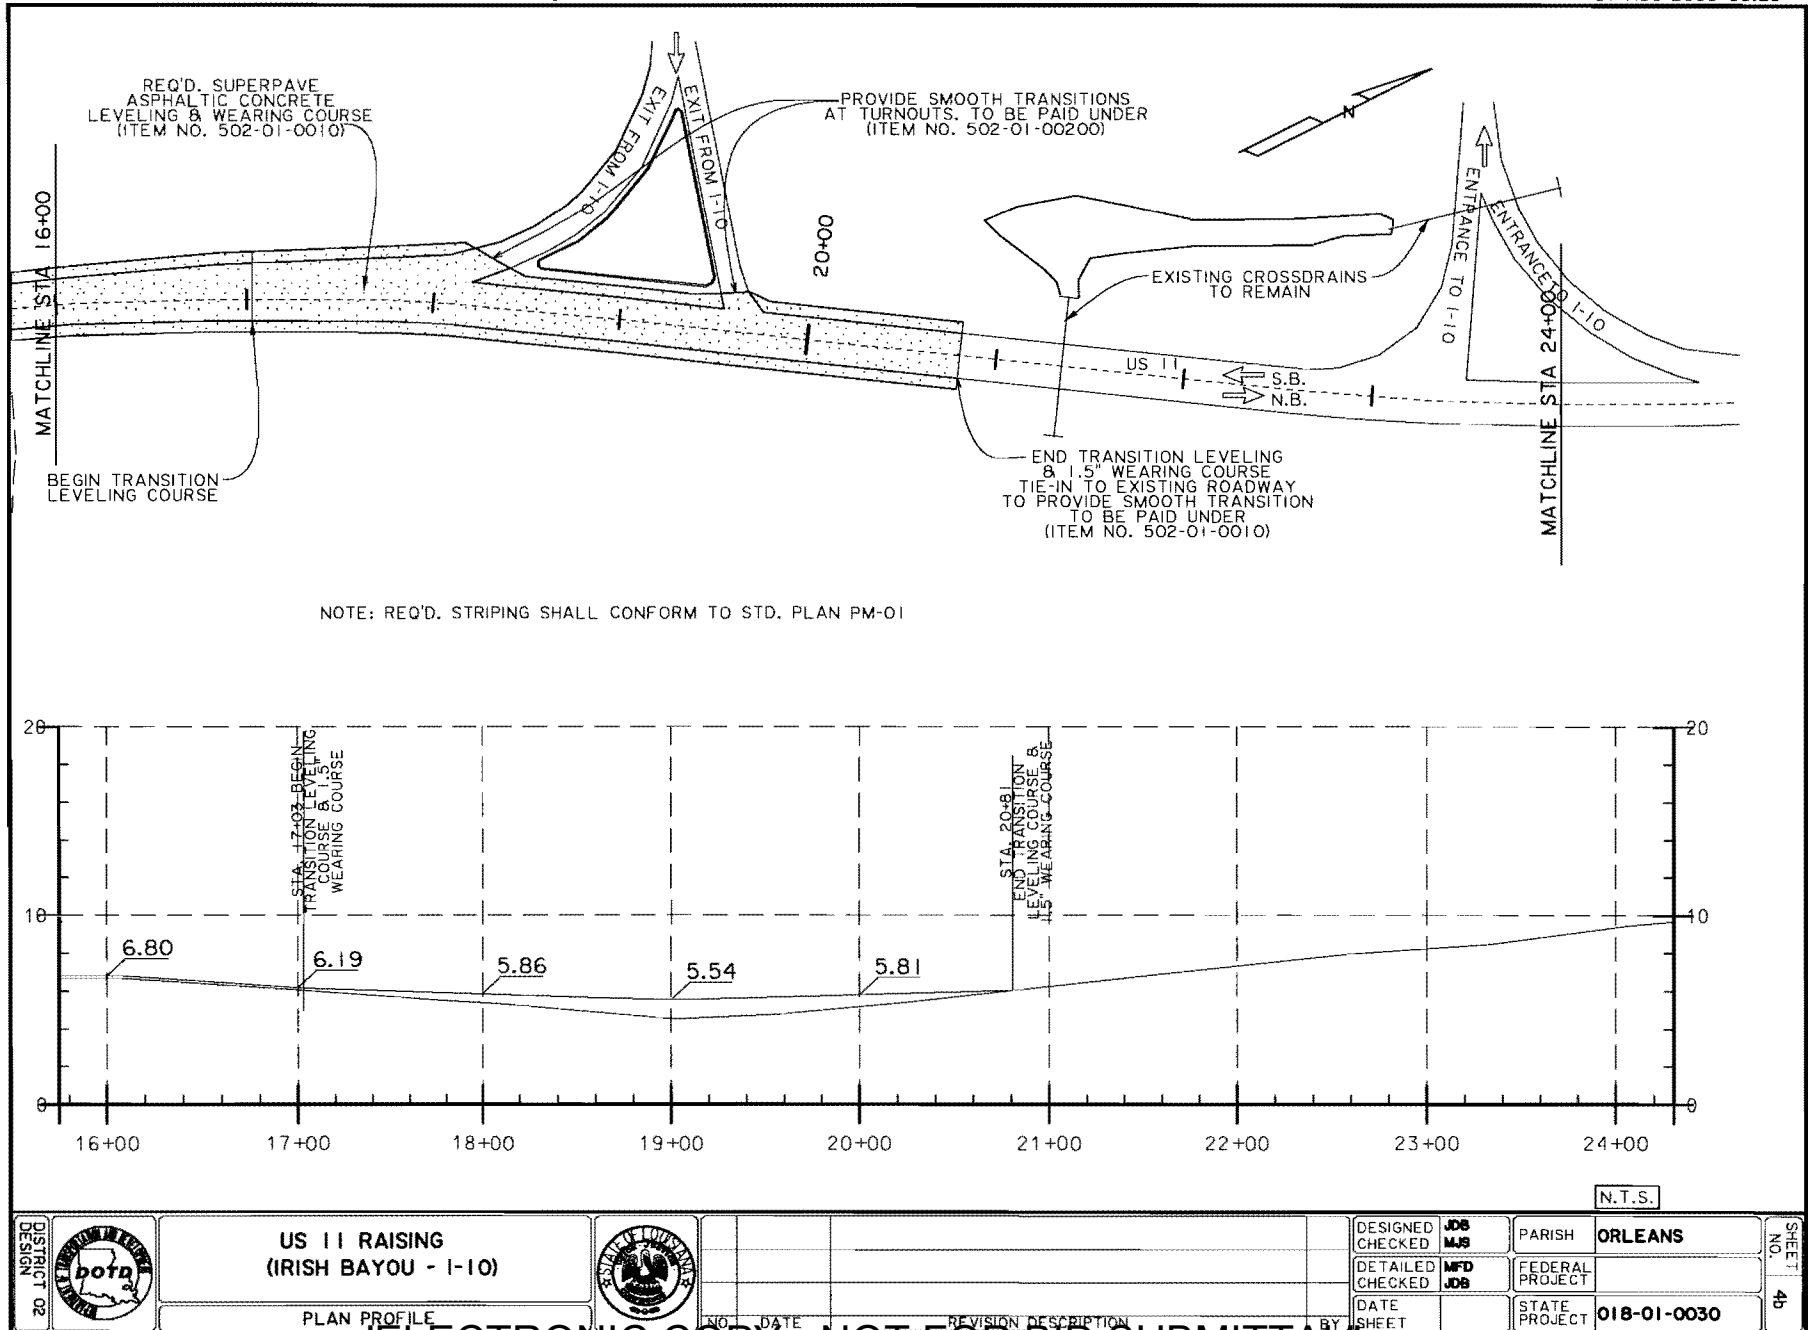 REQ'D. SUPERPAVE
ASPHALTIC CONCRETE
LEVELING & WEARING COURSE
(ITEM NO. 502-01-0010)
PROVIDE SMOOTH TRANSITIONS
AT TURNOUTS. TO BE PAID UNDER
(ITEM NO. 502-01-00200)
EXIT FROM I-10
EXIT FROM I-10
N
MATCHLINE STA 16+00
20+00
EXISTING CROSSDRAINS
TO REMAIN
ENTRANCE TO I-10
ENTRANCE TO I-10
MATCHLINE STA 24+00
US 11
S.B.
N.B.
BEGIN TRANSITION
LEVELING COURSE
END TRANSITION LEVELING
& 1.5" WEARING COURSE
TIE-IN TO EXISTING ROADWAY
TO PROVIDE SMOOTH TRANSITION
TO BE PAID UNDER
(ITEM NO. 502-01-0010)
NOTE: REQ'D. STRIPING SHALL CONFORM TO STD. PLAN PM-01
20
20
STA. 17+03 BEGIN
TRANSITION LEVELING
COURSE & 1.5"
WEARING COURSE
STA. 20+81
END TRANSITION
LEVELING COURSE &
1.5" WEARING COURSE
10
10
6.80
6.19
5.86
5.54
5.81
0
0
16+00
17+00
18+00
19+00
20+00
21+00
22+00
23+00
24+00
N.T.S.
DISTRICT 02
DESIGN
DOTD
US 11 RAISING
(IRISH BAYOU - I-10)
PLAN PROFILE
STATE OF LOUISIANA
NO.
DATE
REVISION DESCRIPTION
BY
DESIGNED JDB
CHECKED MJS
DETAILED MFD
CHECKED JDB
DATE
SHEET
PARISH ORLEANS
FEDERAL
PROJECT
STATE
PROJECT 018-01-0030
SHEET
NO.
4b
ELECTRONIC COPY - NOT FOR BID SUBMITTAL